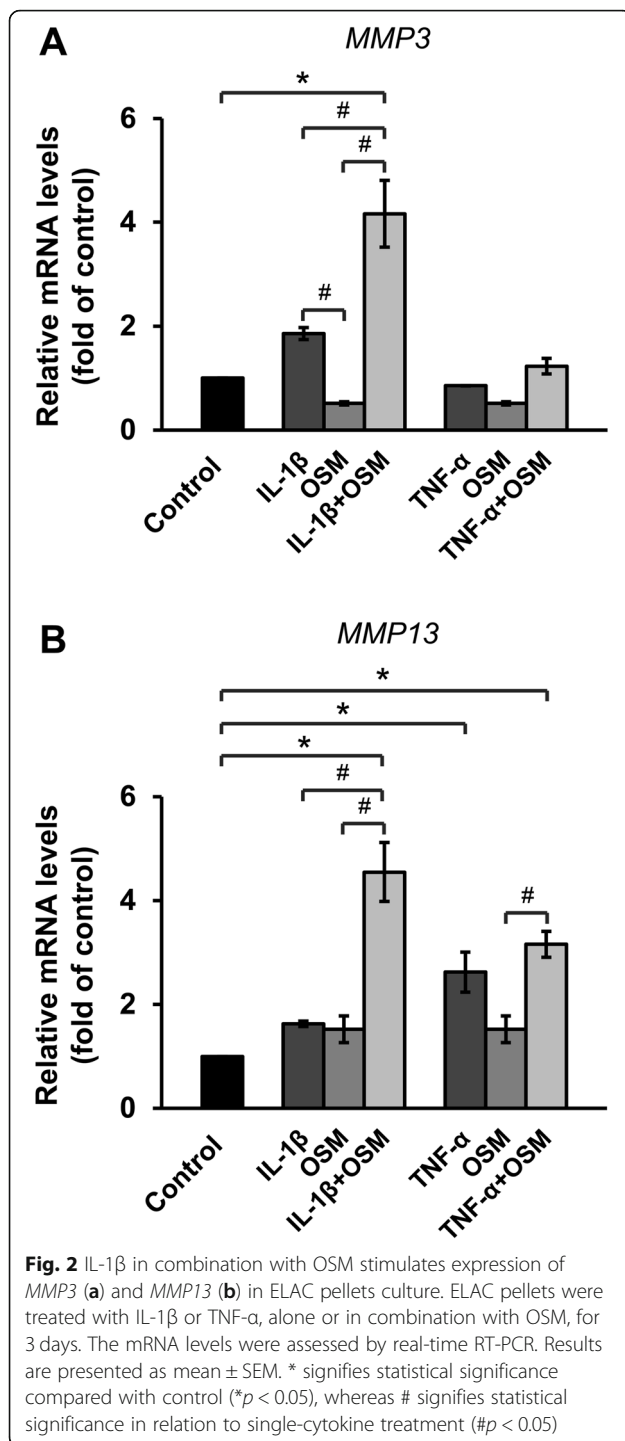 A
MMP3
*
#
#
#
Relative mRNA levels
(fold of control)
6
4
2
0
Control
IL-1β
OSM
IL-1β+OSM
TNF-α
OSM
TNF-α+OSM
B
MMP13
*
*
*
#
#
#
Relative mRNA levels
(fold of control)
6
4
2
0
Control
IL-1β
OSM
IL-1β+OSM
TNF-α
OSM
TNF-α+OSM
Fig. 2 IL-1β in combination with OSM stimulates expression of
MMP3 (a) and MMP13 (b) in ELAC pellets culture. ELAC pellets were
treated with IL-1β or TNF-α, alone or in combination with OSM, for
3 days. The mRNA levels were assessed by real-time RT-PCR. Results
are presented as mean ± SEM. * signifies statistical significance
compared with control (*p < 0.05), whereas # signifies statistical
significance in relation to single-cytokine treatment (#p < 0.05)